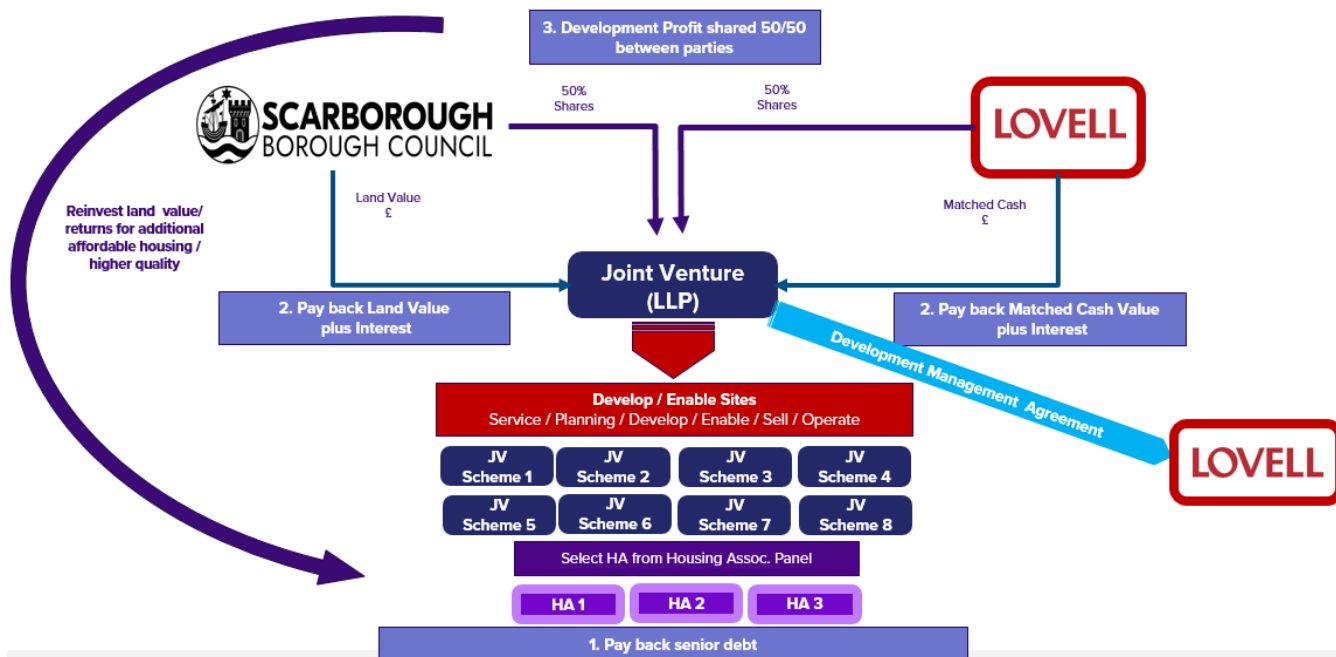 3. Development Profit shared 50/50
between parties
50%
Shares
50%
Shares
SCARBOROUGH
BOROUGH COUNCIL
LOVELL
Reinvest land value/
returns for additional
affordable housing /
higher quality
Land Value
£
Matched Cash
£
Joint Venture
(LLP)
2. Pay back Land Value
plus Interest
2. Pay back Matched Cash Value
plus Interest
Development Management Agreement
LOVELL
Develop / Enable Sites
Service / Planning / Develop / Enable / Sell / Operate
JV
Scheme 1
JV
Scheme 2
JV
Scheme 3
JV
Scheme 4
JV
Scheme 5
JV
Scheme 6
JV
Scheme 7
JV
Scheme 8
Select HA from Housing Assoc. Panel
HA 1
HA 2
HA 3
1. Pay back senior debt